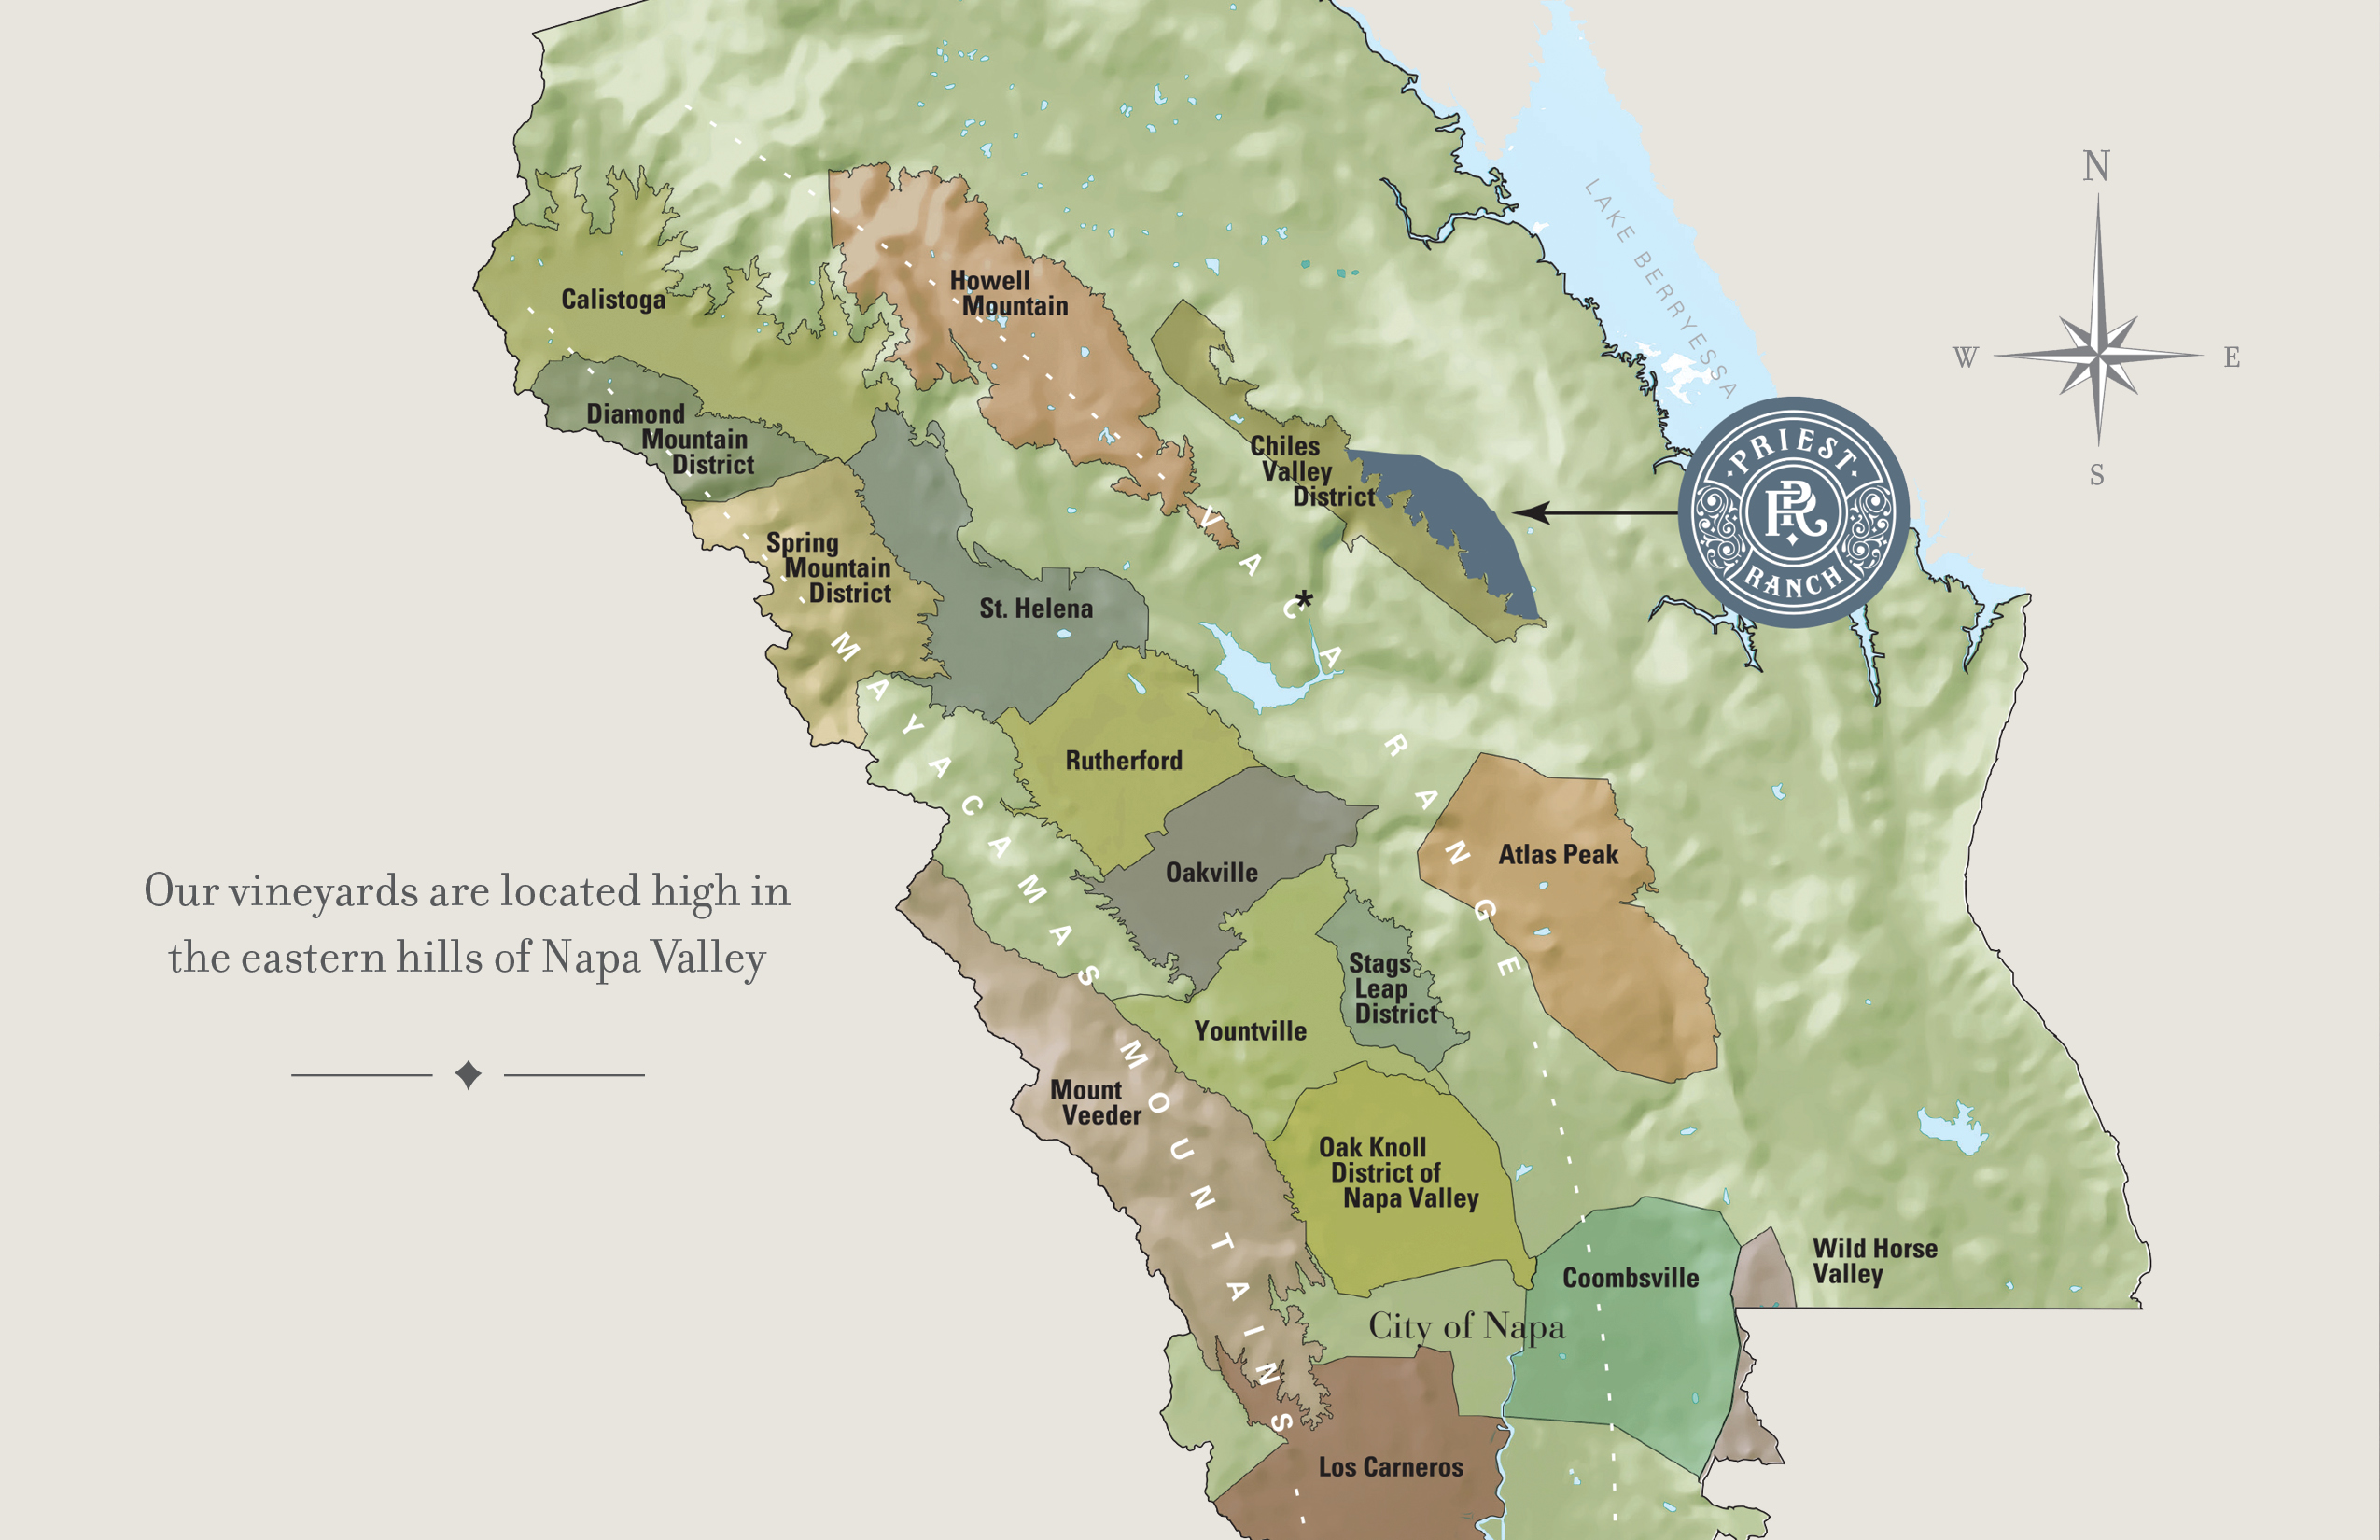 N
W
E
S
LAKE BERRYESSA
Calistoga
Howell
Mountain
Diamond
Mountain
District
Chiles
Valley
District
PRIEST
PR
RANCH
Spring
Mountain
District
St. Helena
VACA RANGE
*
MAYACAMAS MOUNTAINS
Rutherford
Oakville
Atlas Peak
Our vineyards are located high in
the eastern hills of Napa Valley
Stags
Leap
District
Yountville
Mount
Veeder
Oak Knoll
District of
Napa Valley
Coombsville
Wild Horse
Valley
City of Napa
Los Carneros